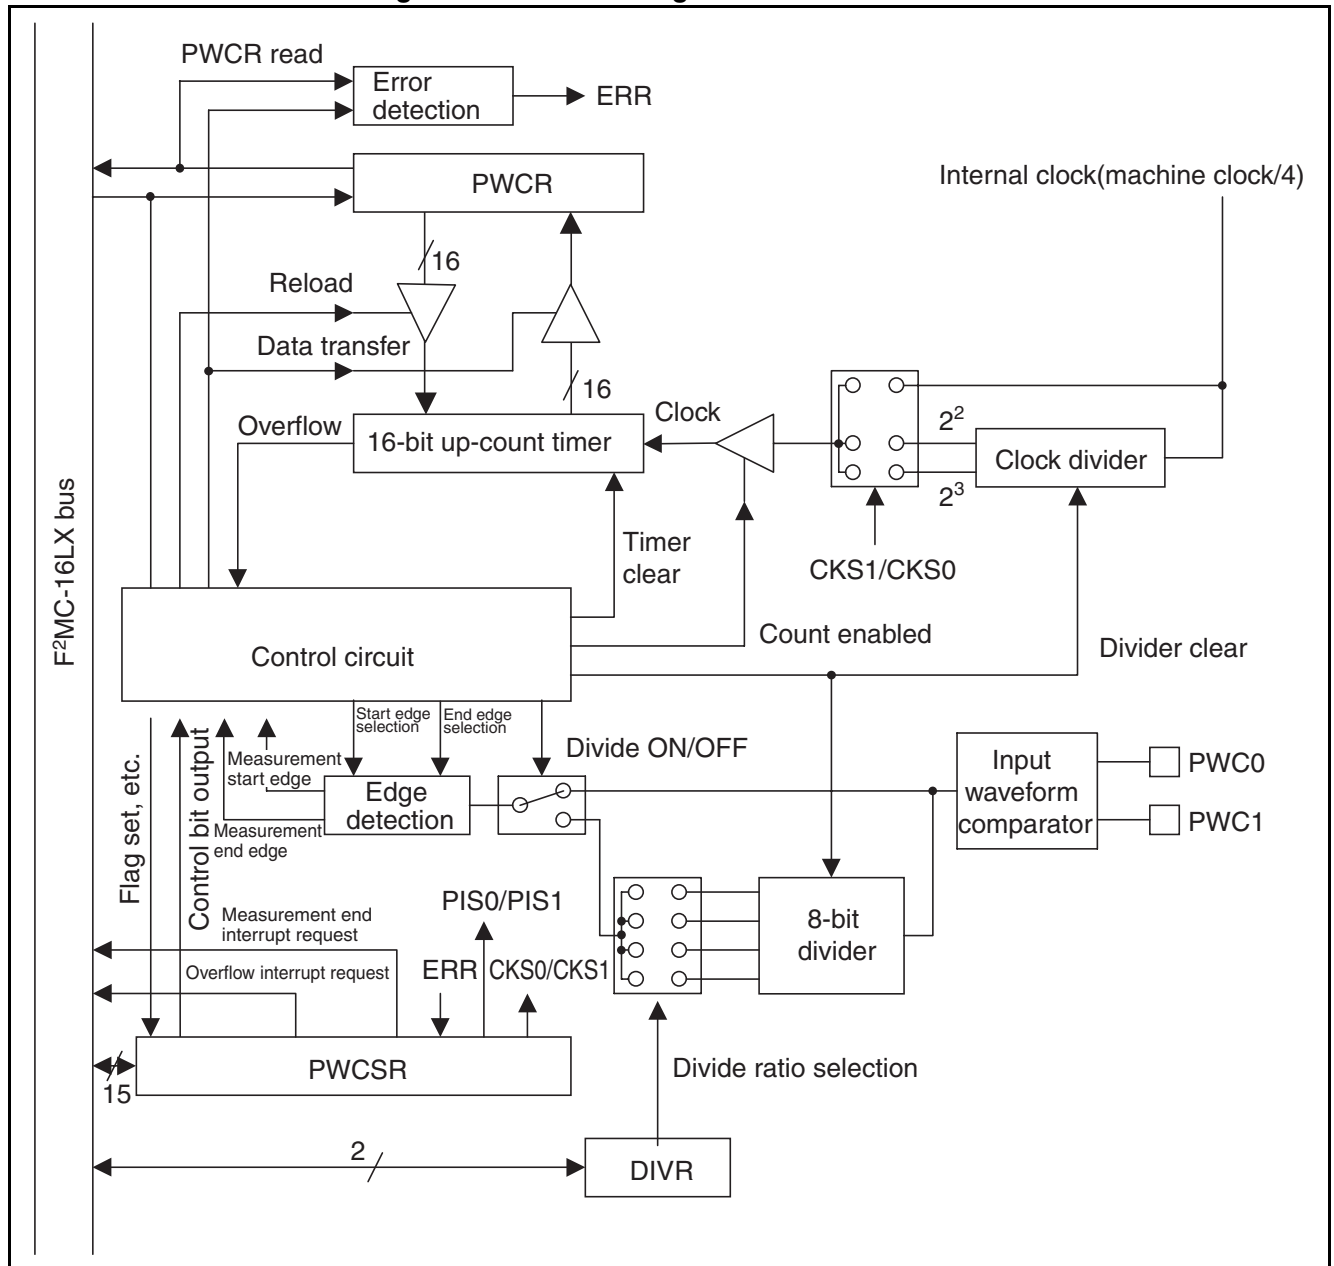 PWCR read
Error
detection
ERR
PWCR
Internal clock(machine clock/4)
16
Reload
Data transfer
16
Overflow
16-bit up-count timer
Clock
2²
Clock divider
2³
CKS1/CKS0
F²MC-16LX bus
Timer
clear
Control circuit
Count enabled
Divider clear
Start edge
selection
End edge
selection
Divide ON/OFF
Flag set, etc.
Control bit output
Measurement
start edge
Edge
detection
Measurement
end edge
Input
waveform
comparator
PWC0
PWC1
PIS0/PIS1
8-bit
divider
Measurement end
interrupt request
Overflow interrupt request
ERR
CKS0/CKS1
PWCSR
15
Divide ratio selection
2
DIVR